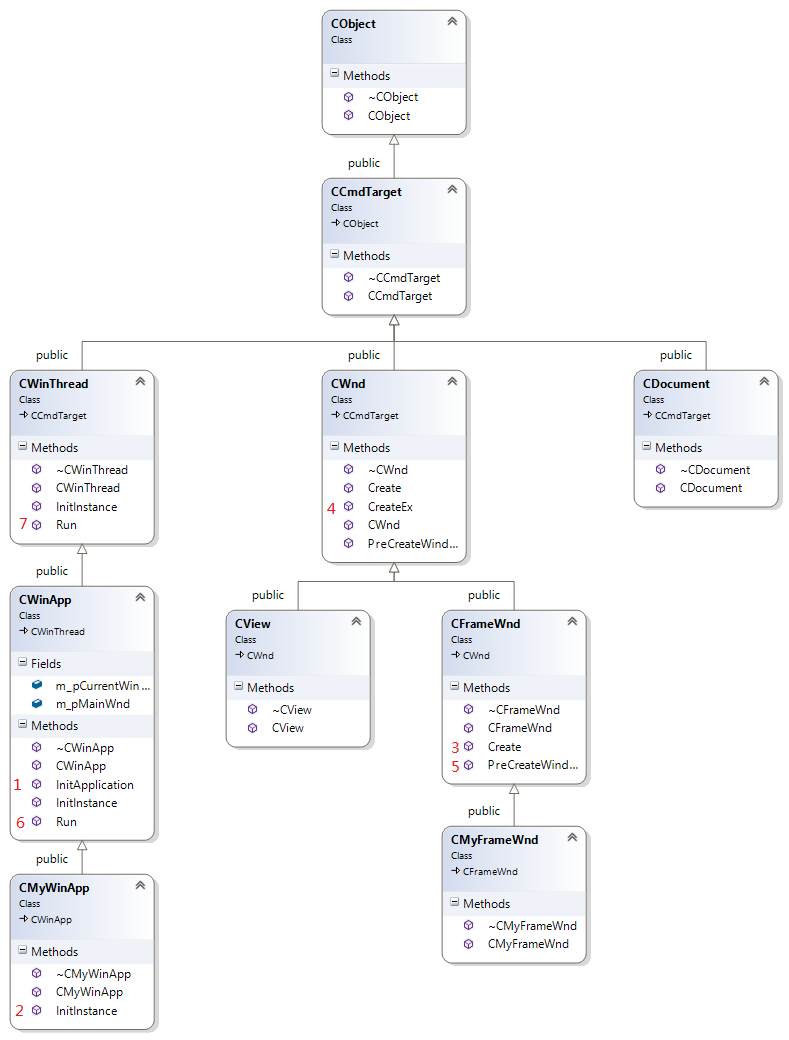 CObject
Class
Methods
~CObject
CObject
public
CCmdTarget
Class
CObject
Methods
~CCmdTarget
CCmdTarget
public
public
public
CWinThread
Class
CCmdTarget
Methods
~CWinThread
CWinThread
InitInstance
7 Run
CWnd
Class
CCmdTarget
Methods
~CWnd
Create
4 CreateEx
CWnd
PreCreateWind...
CDocument
Class
CCmdTarget
Methods
~CDocument
CDocument
public
CWinApp
Class
CWinThread
Fields
m_pCurrentWin ...
m_pMainWnd
Methods
~CWinApp
CWinApp
1 InitApplication
InitInstance
6 Run
public
CView
Class
CWnd
Methods
~CView
CView
public
CFrameWnd
Class
CWnd
Methods
~CFrameWnd
CFrameWnd
3 Create
5 PreCreateWind...
public
CMyWinApp
Class
CWinApp
Methods
~CMyWinApp
CMyWinApp
2 InitInstance
public
CMyFrameWnd
Class
CFrameWnd
Methods
~CMyFrameWnd
CMyFrameWnd